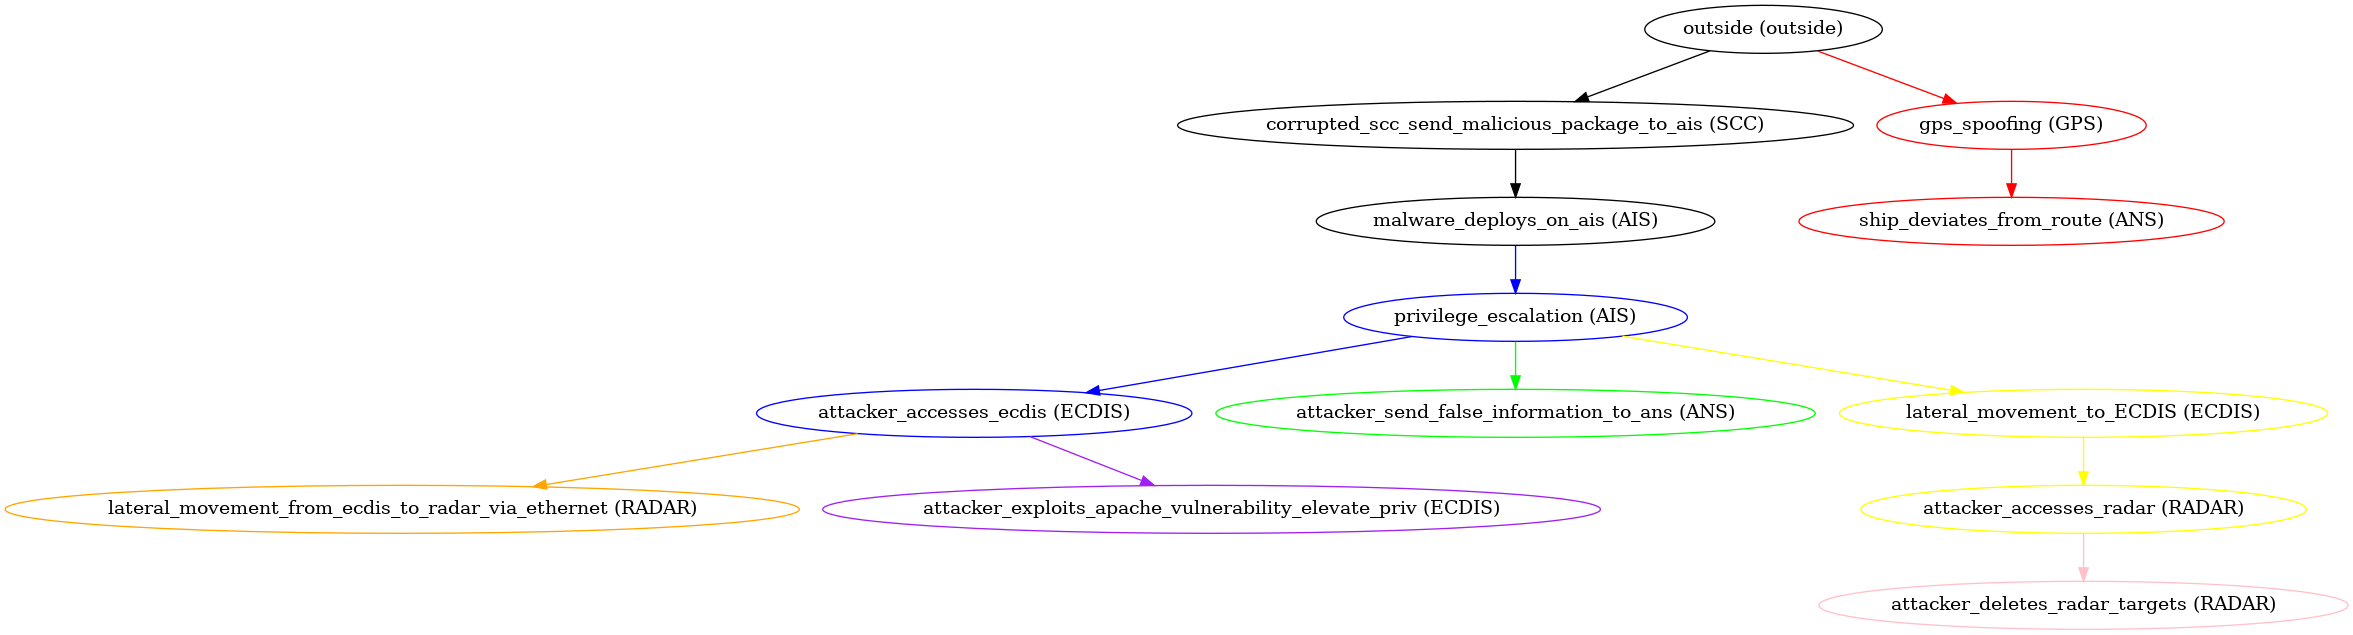 outside (outside)
corrupted_scc_send_malicious_package_to_ais (SCC)
gps_spoofing (GPS)
malware_deploys_on_ais (AIS)
ship_deviates_from_route (ANS)
privilege_escalation (AIS)
attacker_accesses_ecdis (ECDIS)
attacker_send_false_information_to_ans (ANS)
lateral_movement_to_ECDIS (ECDIS)
lateral_movement_from_ecdis_to_radar_via_ethernet (RADAR)
attacker_exploits_apache_vulnerability_elevate_priv (ECDIS)
attacker_accesses_radar (RADAR)
attacker_deletes_radar_targets (RADAR)